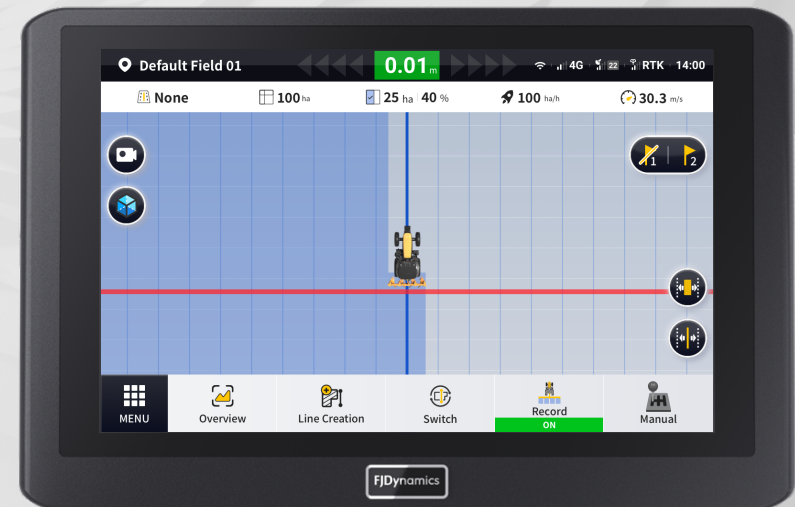 Default Field 01
0.01 m
4G
22
RTK
14:00
None
100 ha
25 ha 40 %
100 ha/h
30.3 m/s
1
2
MENU
Overview
Line Creation
Switch
Record
ON
Manual
FJDynamics